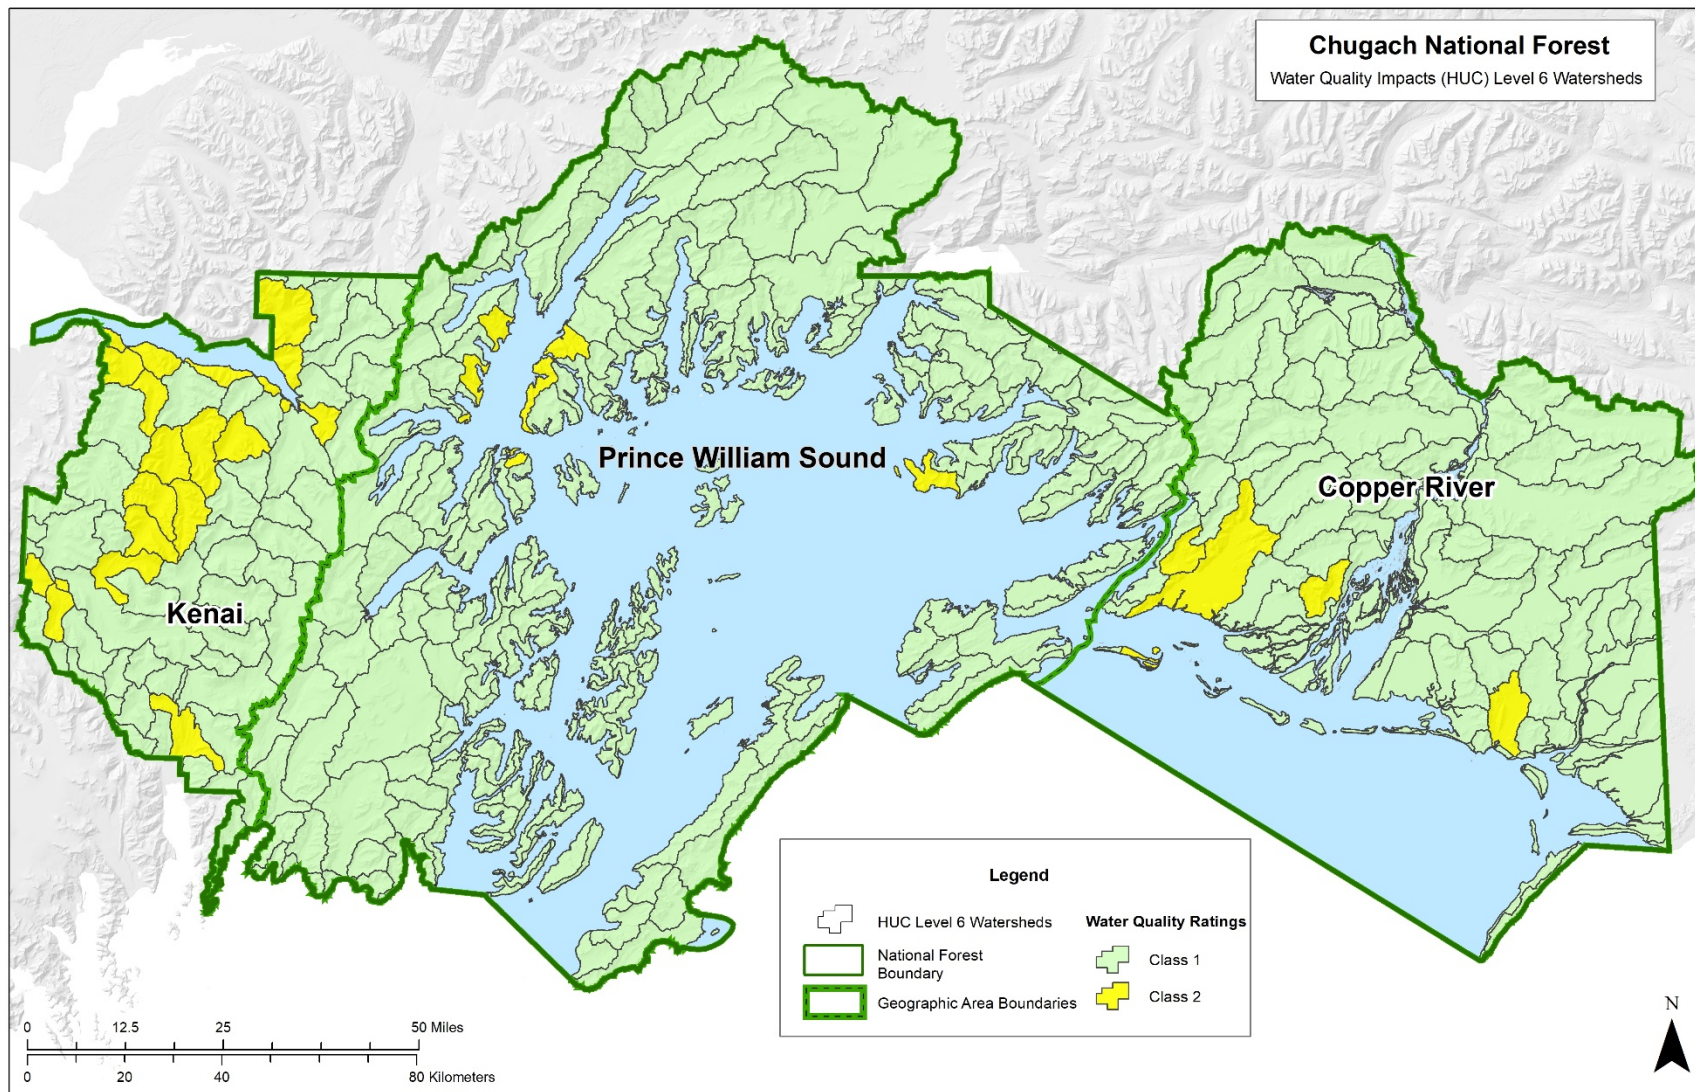 Chugach National Forest
Water Quality Impacts (HUC) Level 6 Watersheds
Prince William Sound
Copper River
Kenai
Legend
HUC Level 6 Watersheds
National Forest
Boundary
Geographic Area Boundaries
Water Quality Ratings
Class 1
Class 2
0 12.5 25 50 Miles
0 20 40 80 Kilometers
N